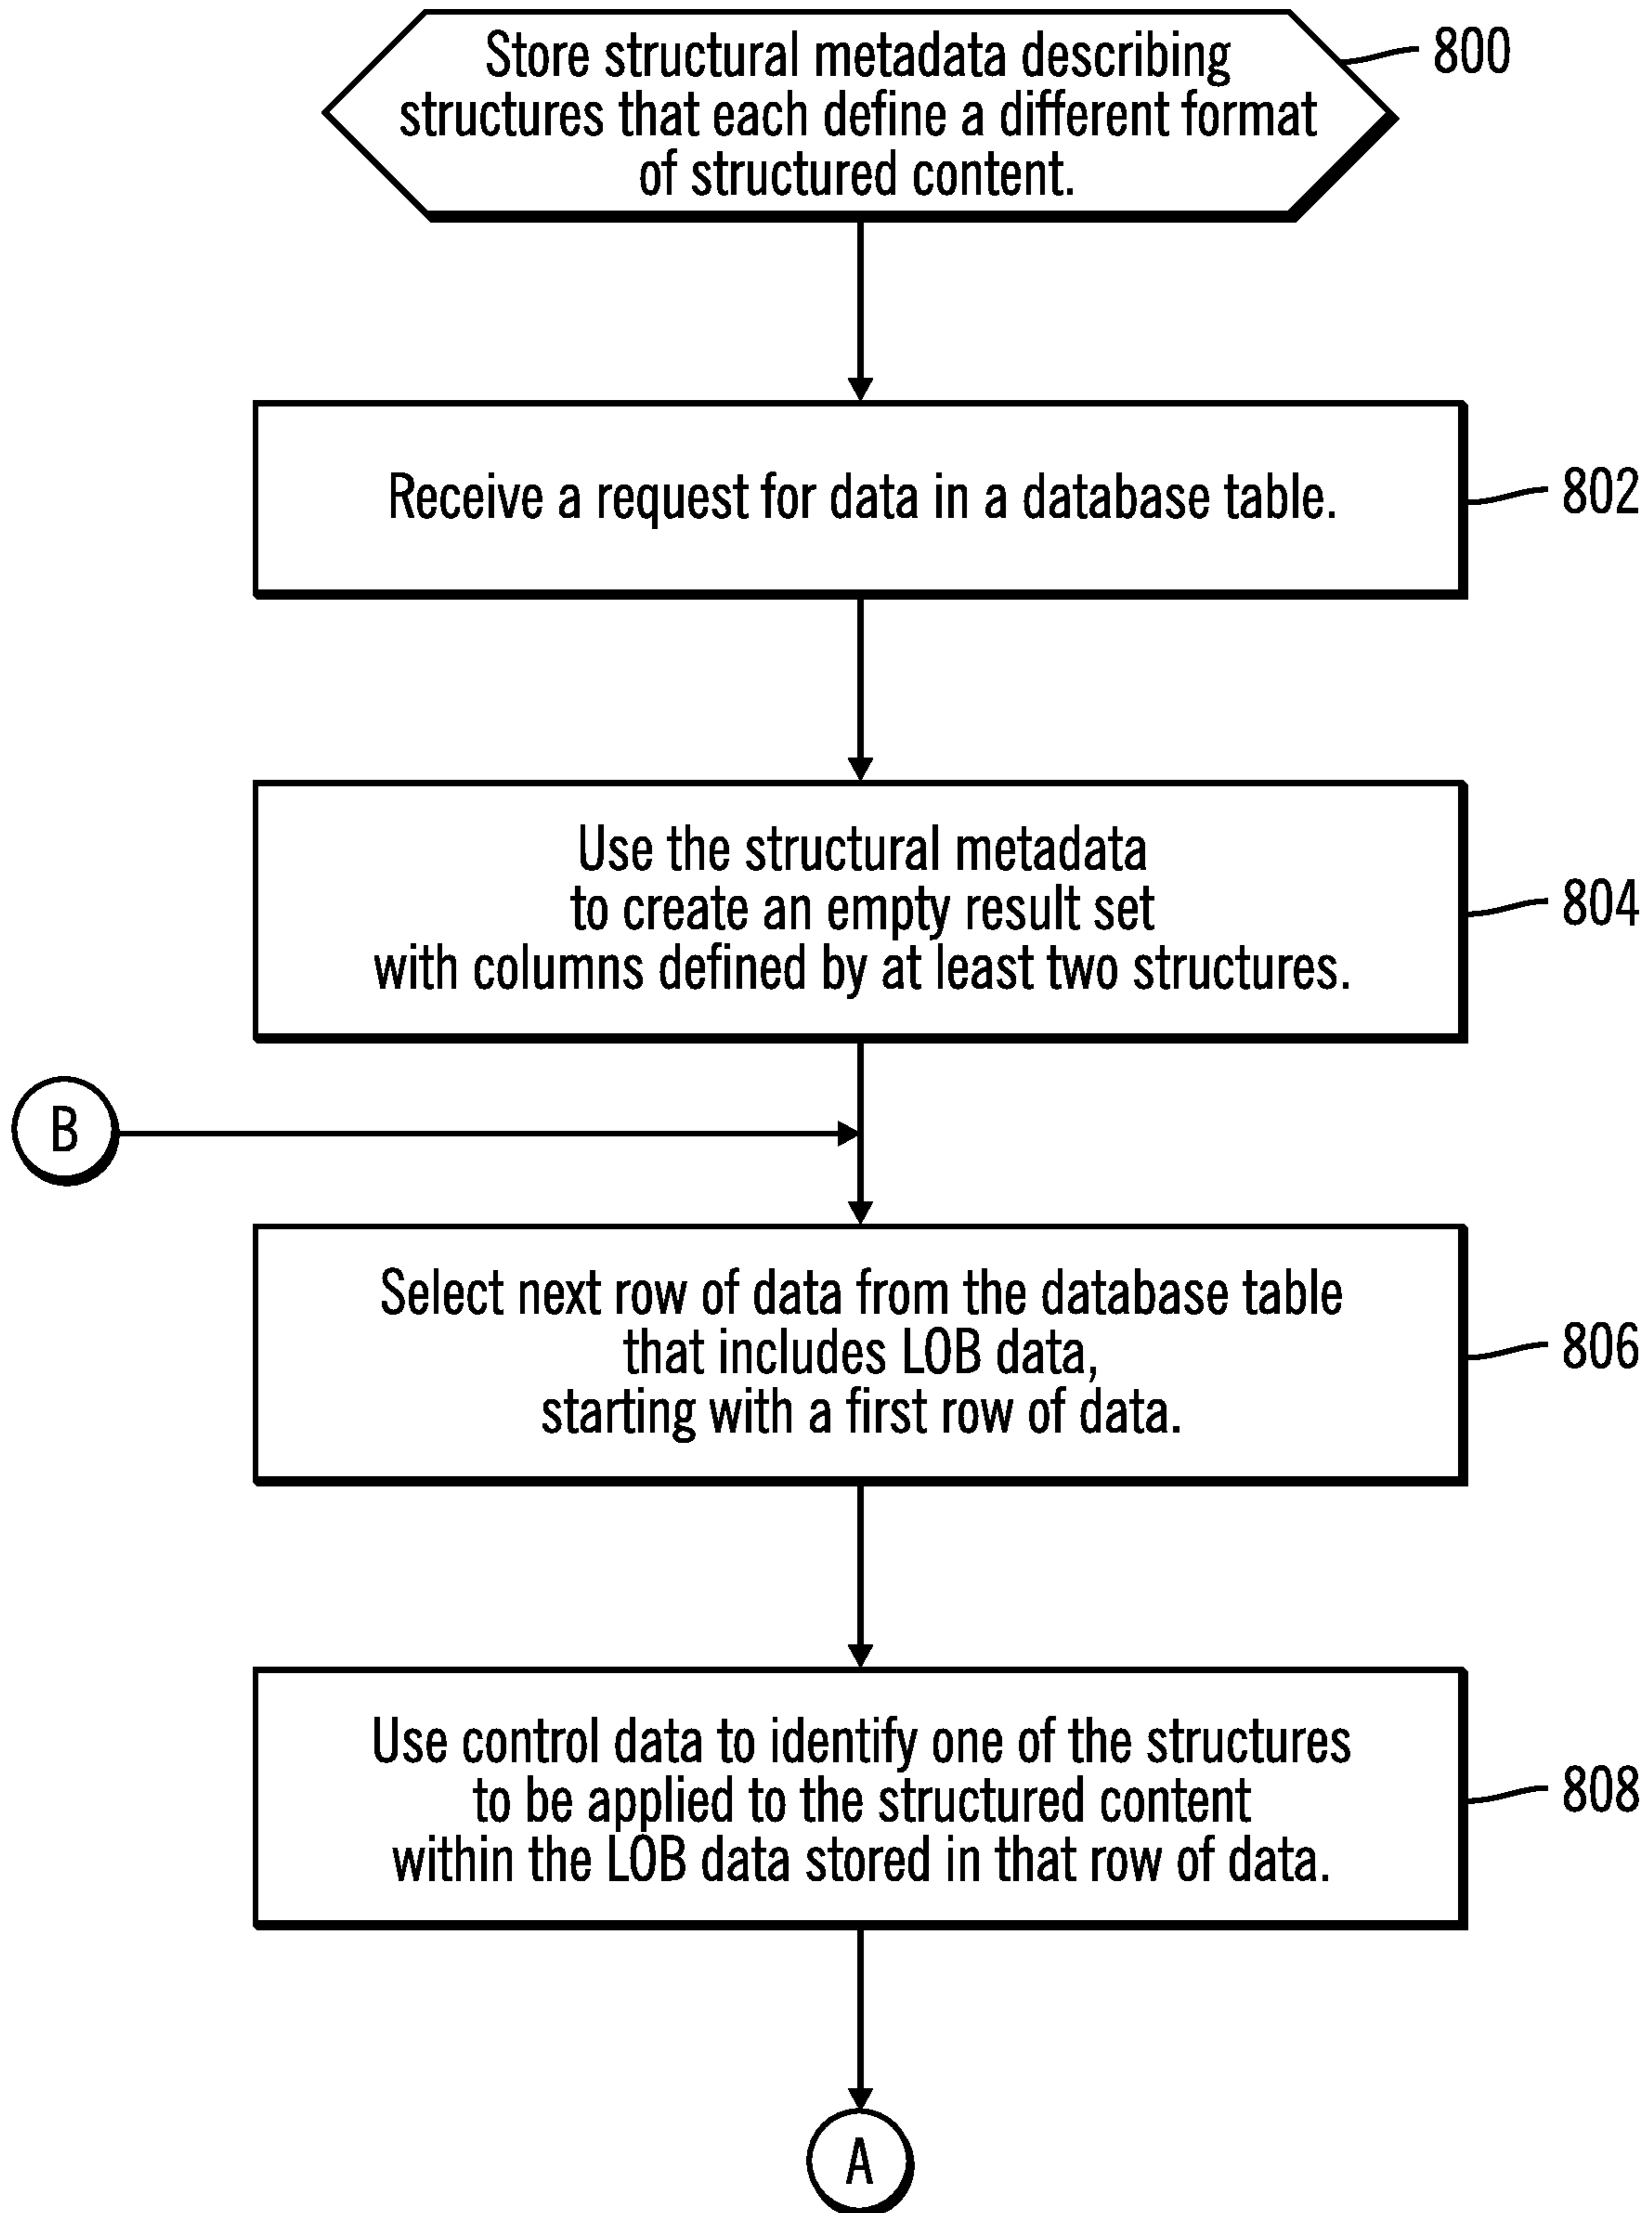 Store structural metadata describing
structures that each define a different format
of structured content.
800
Receive a request for data in a database table.
802
Use the structural metadata
to create an empty result set
with columns defined by at least two structures.
804
B
Select next row of data from the database table
that includes LOB data,
starting with a first row of data.
806
Use control data to identify one of the structures
to be applied to the structured content
within the LOB data stored in that row of data.
808
A